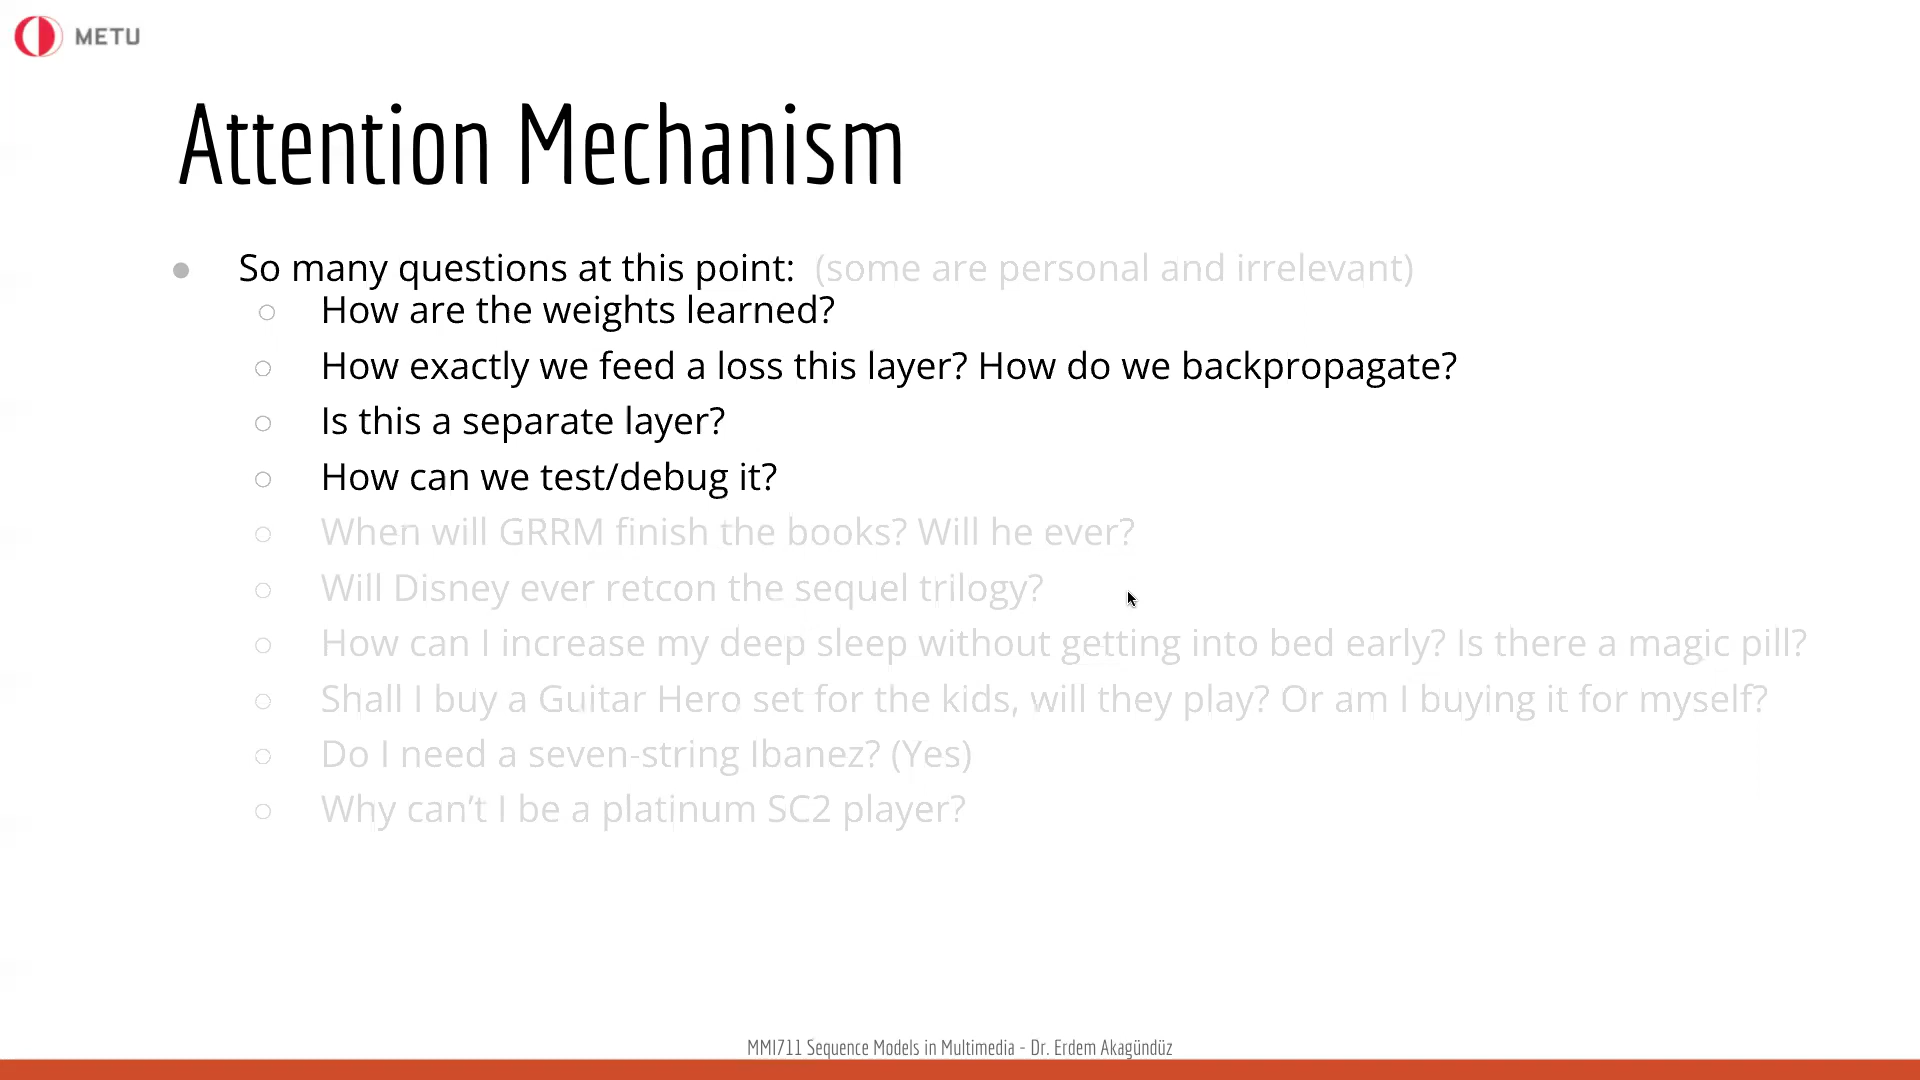 METU
Attention Mechanism
So many questions at this point: (some are personal and irrelevant)
How are the weights learned?
How exactly we feed a loss this layer? How do we backpropagate?
Is this a separate layer?
How can we test/debug it?
When will GRRM finish the books? Will he ever?
Will Disney ever retcon the sequel trilogy?
How can I increase my deep sleep without getting into bed early? Is there a magic pill?
Shall I buy a Guitar Hero set for the kids, will they play? Or am I buying it for myself?
Do I need a seven-string Ibanez? (Yes)
Why can’t I be a platinum SC2 player?
MMI711 Sequence Models in Multimedia - Dr. Erdem Akagündüz